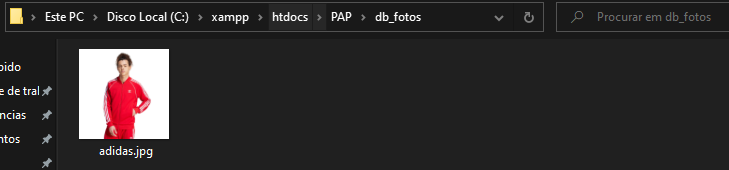 Este PC > Disco Local (C:) > xampp > htdocs > PAP > db_fotos
Procurar em db_fotos
pido
e de tral
ncias
ntos
adidas.jpg